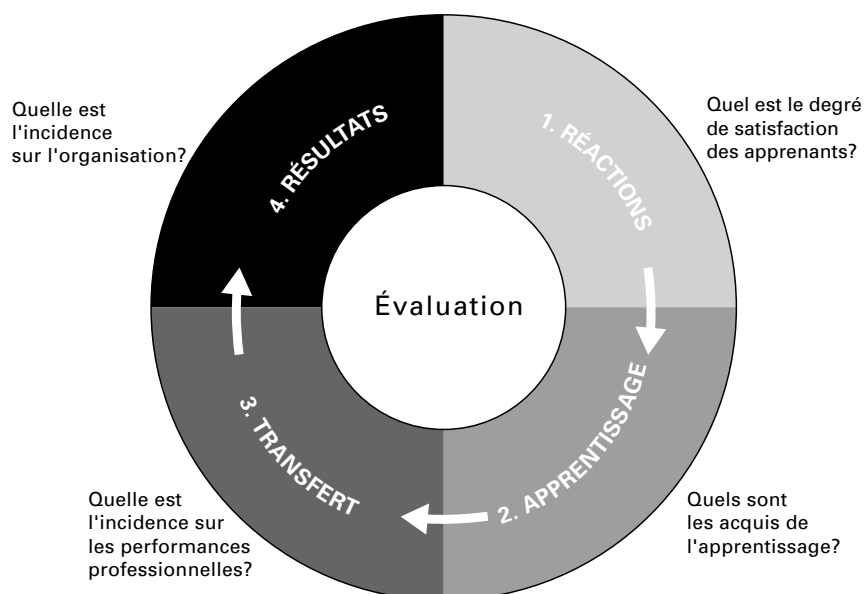 Quelle est
l'incidence
sur l'organisation?
4. RÉSULTATS
1. RÉACTIONS
Quel est le degré
de satisfaction
des apprenants?
Évaluation
3. TRANSFERT
2. APPRENTISSAGE
Quelle est
l'incidence sur
les performances
professionnelles?
Quels sont
les acquis de
l'apprentissage?